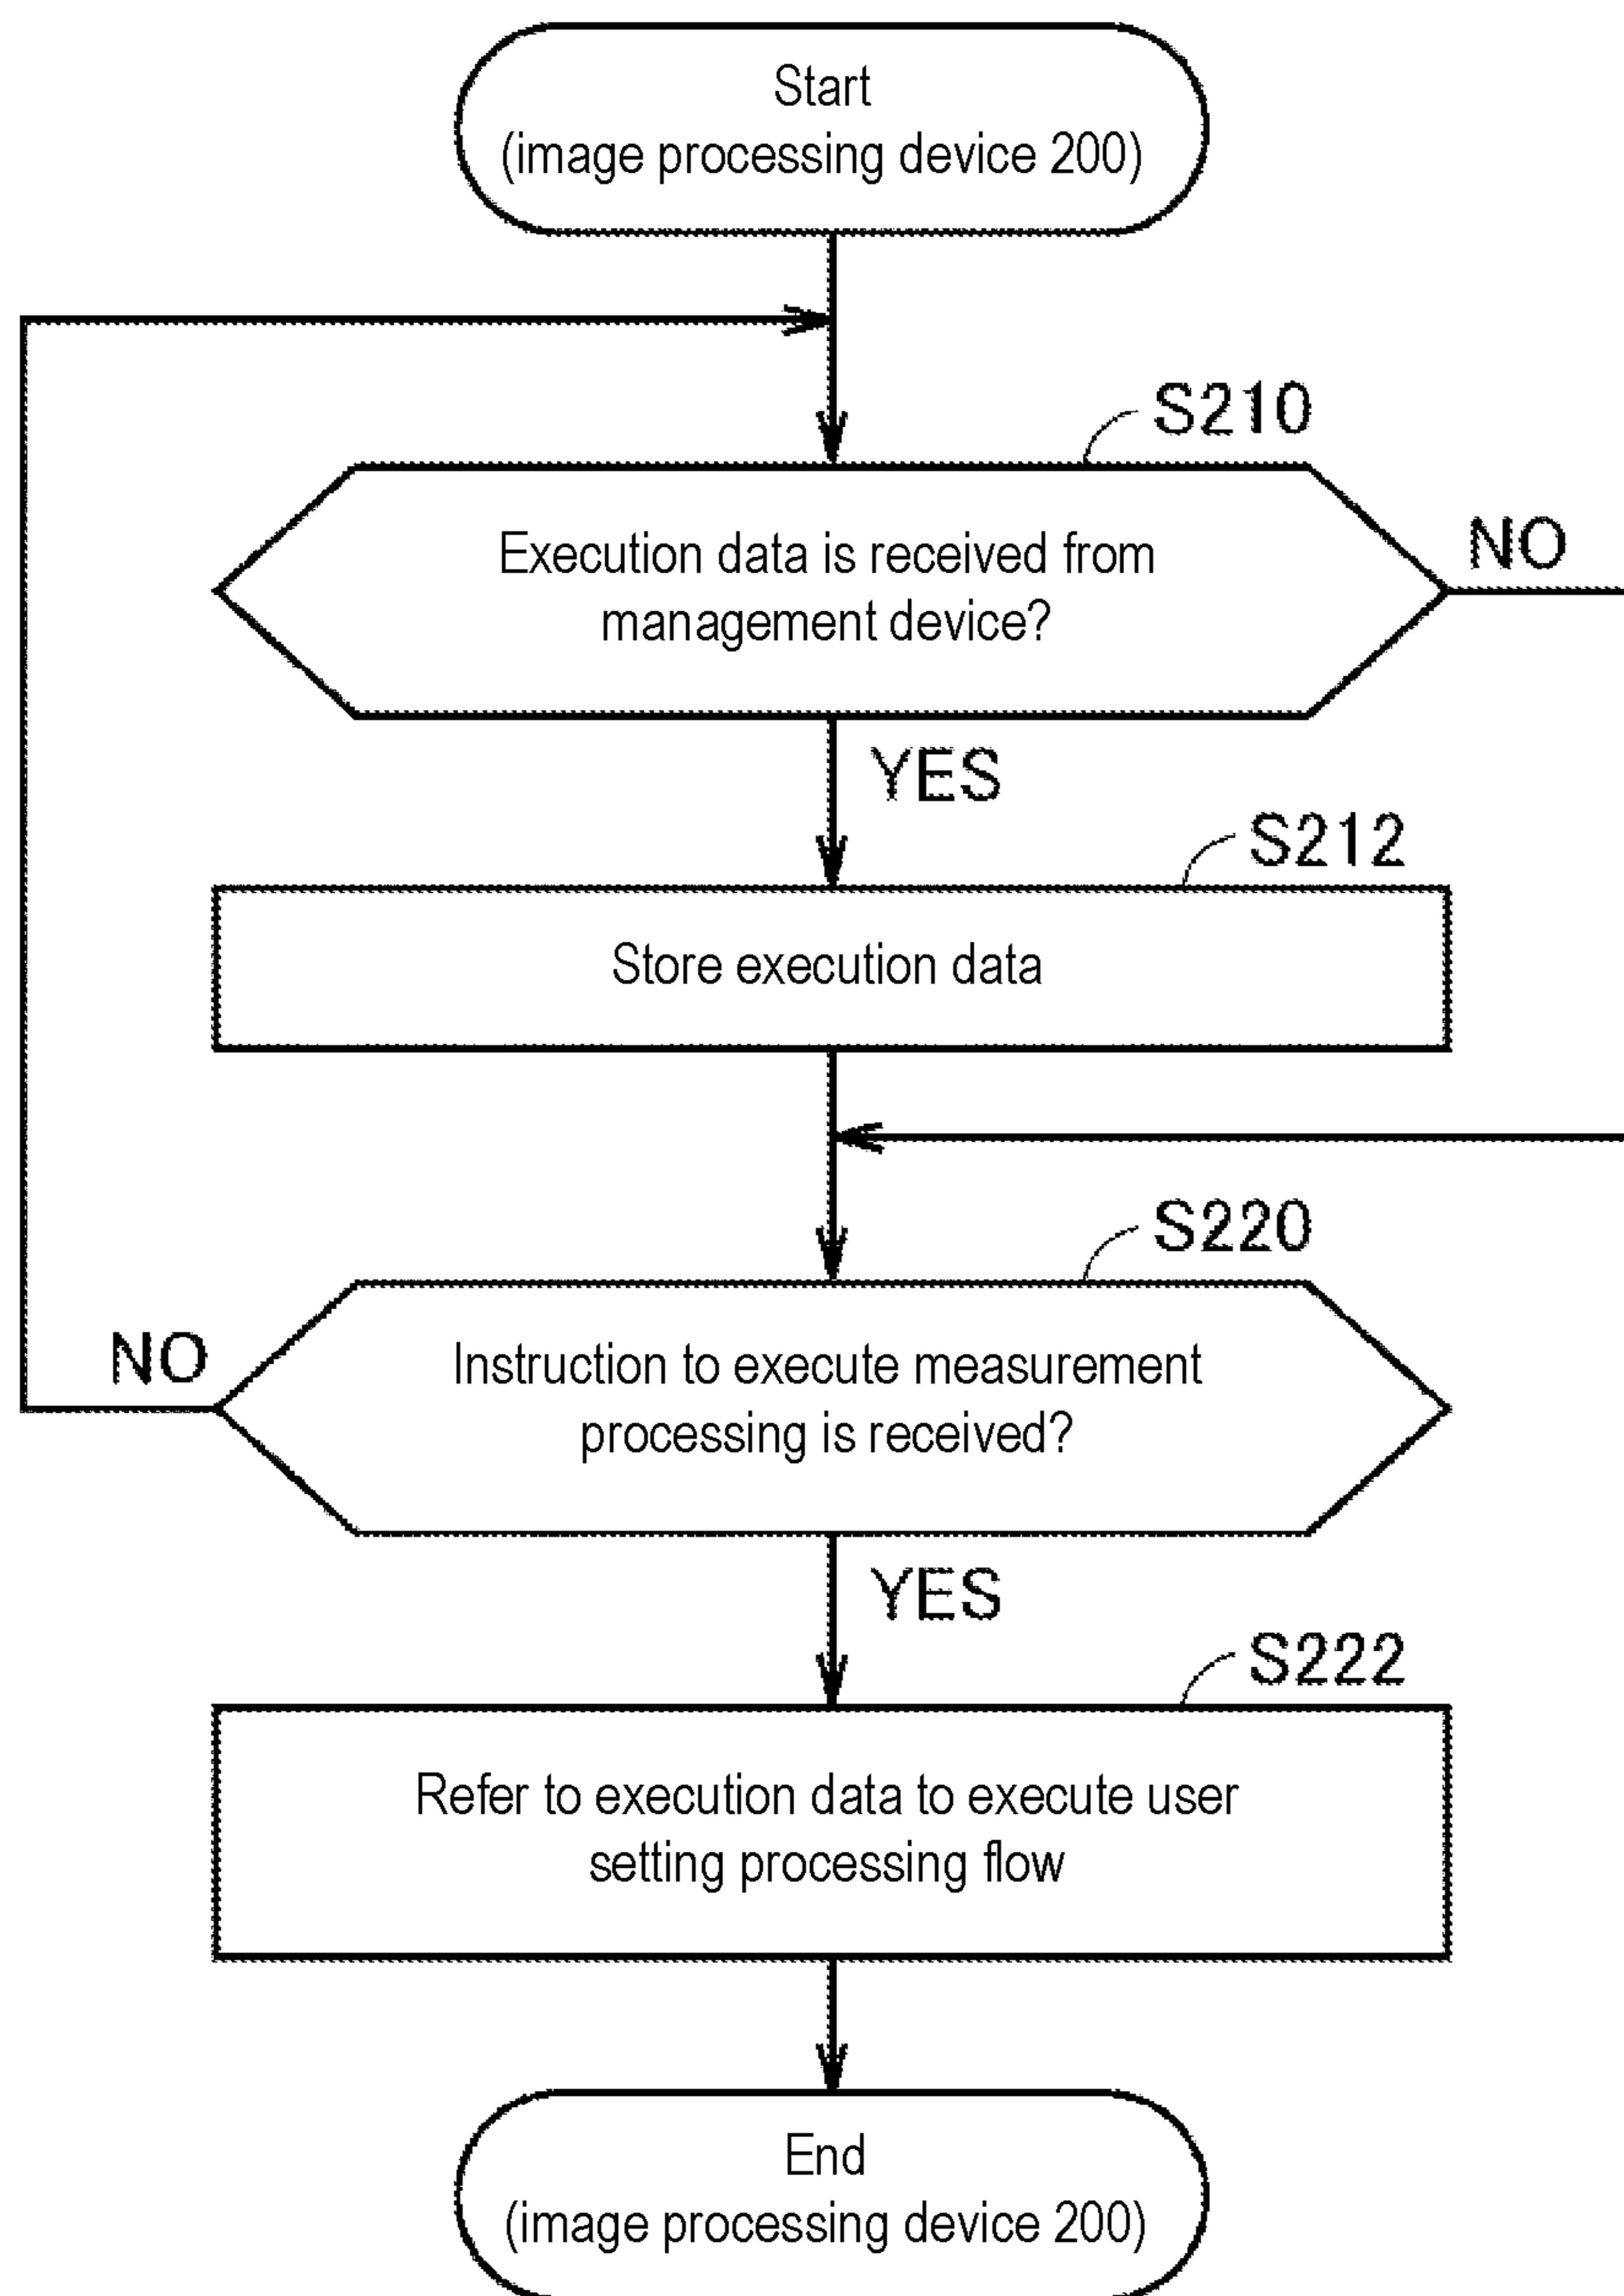 Start
(image processing device 200)
S210
Execution data is received from
management device?
NO
YES
S212
Store execution data
S220
Instruction to execute measurement
processing is received?
NO
YES
S222
Refer to execution data to execute user
setting processing flow
End
(image processing device 200)